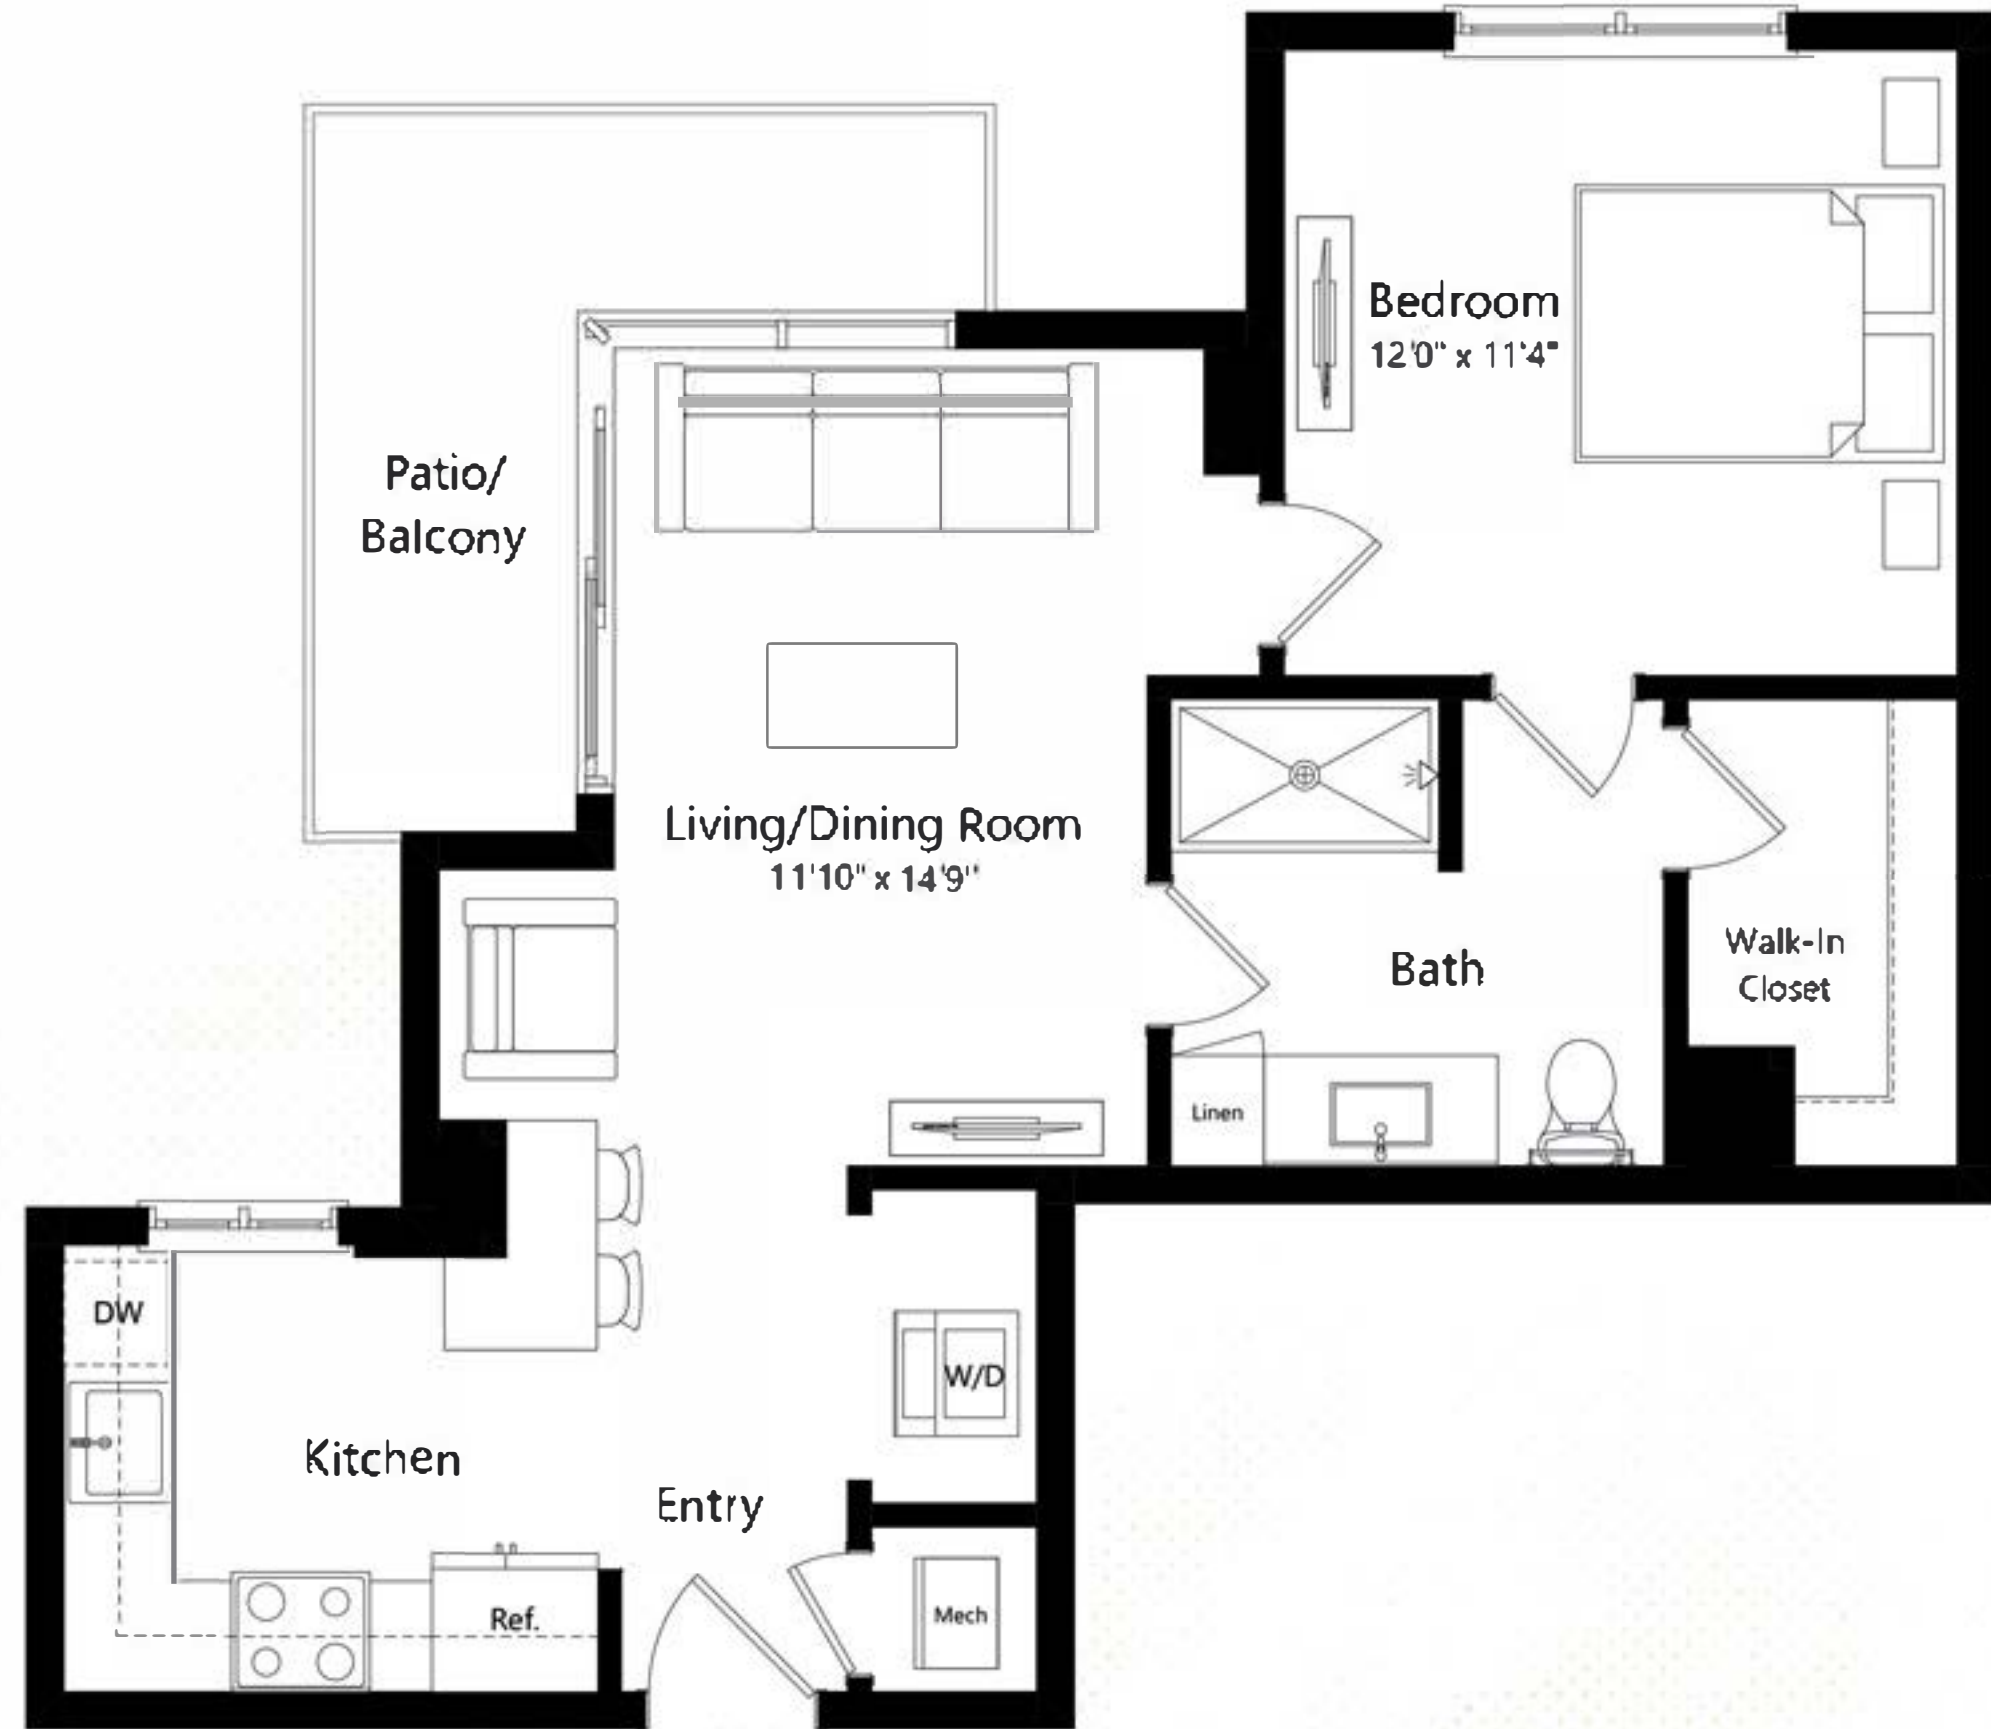 Bedroom
12'0" x 11'4"
Patio/
Balcony
Living/Dining Room
11'10" x 14'9"
Walk-In
Closet
Bath
Linen
DW
W/D
Kitchen
Entry
Ref.
Mech